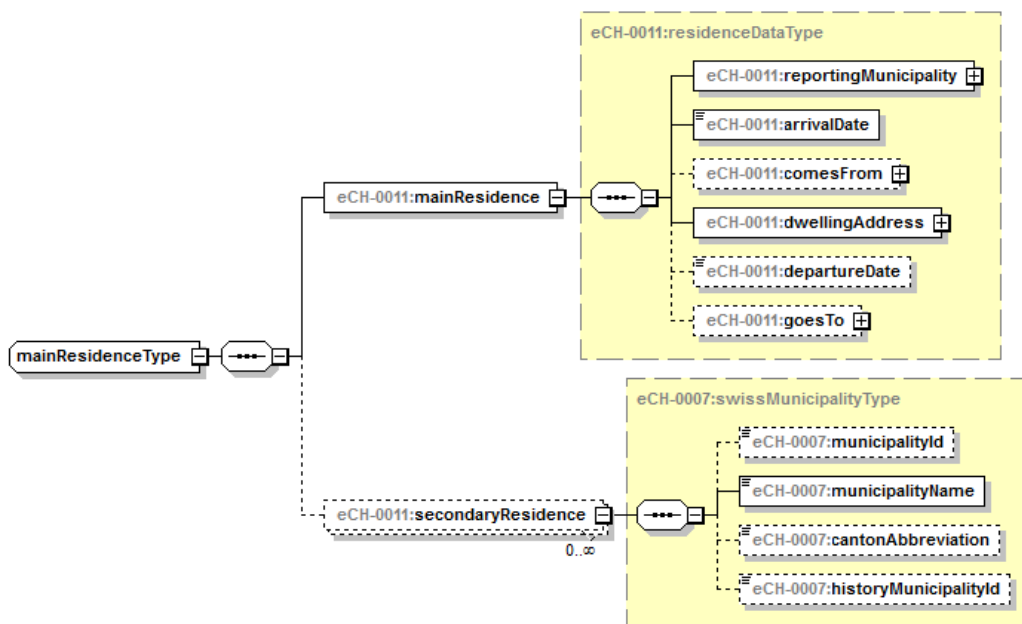 eCH-0011:residenceDataType
eCH-0011:reportingMunicipality
eCH-0011:arrivalDate
eCH-0011:comesFrom
eCH-0011:mainResidence
eCH-0011:dwellingAddress
eCH-0011:departureDate
eCH-0011:goesTo
mainResidenceType
eCH-0007:swissMunicipalityType
eCH-0007:municipalityId
eCH-0007:municipalityName
eCH-0011:secondaryResidence
0..∞
eCH-0007:cantonAbbreviation
eCH-0007:historyMunicipalityId